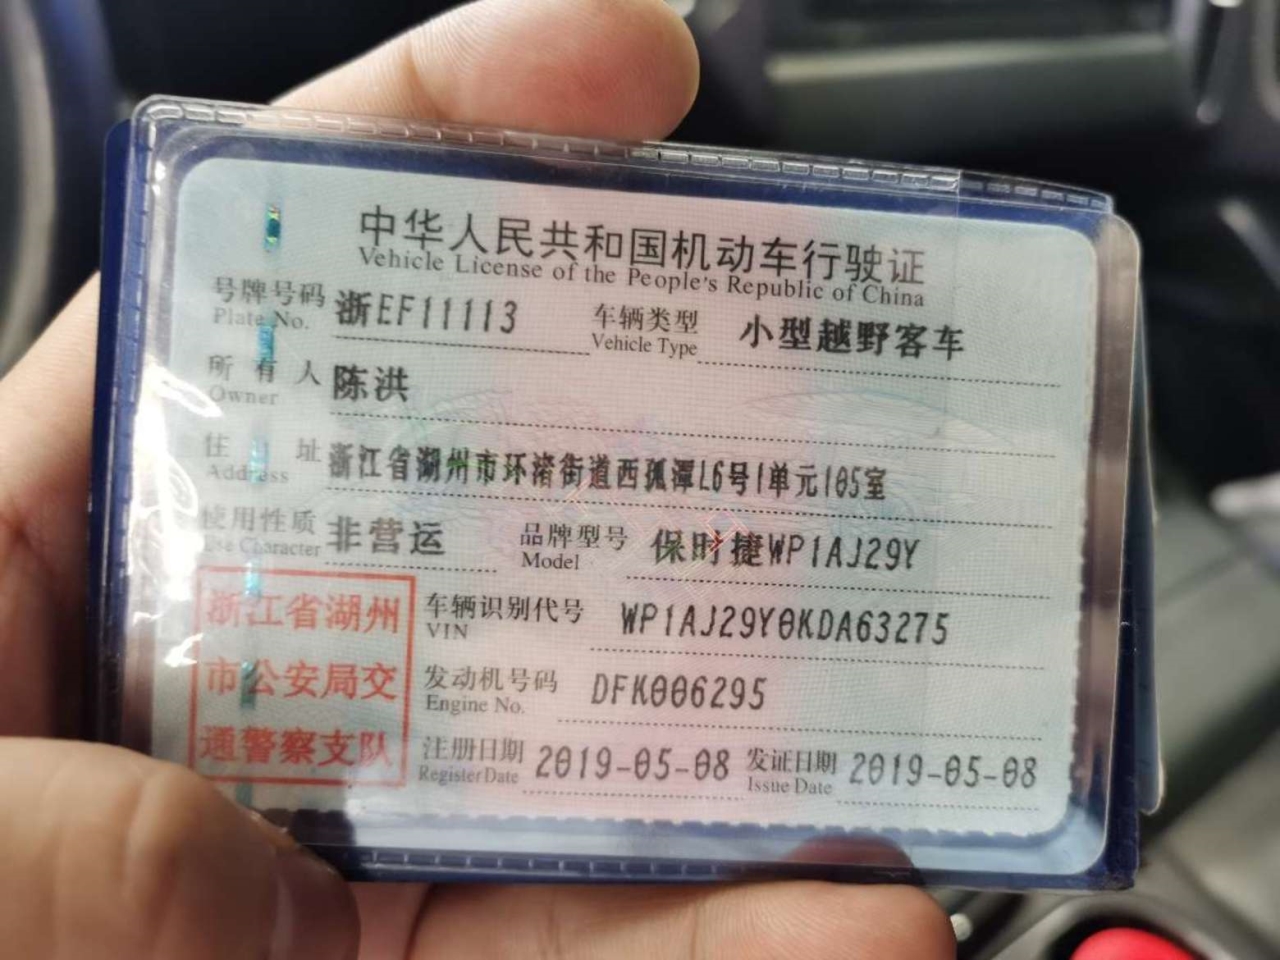 中华人民共和国机动车行驶证
Vehicle License of the People's Republic of China
号牌号码 浙EF11113 车辆类型 小型越野客车
Plate No. Vehicle Type
所有人 陈洪
Owner
住址 浙江省湖州市环渚街道西孤潭L6号1单元105室
Address
使用性质 非营运 品牌型号 保时捷WP1AJ29Y
Use Character Model
浙江省湖州
市公安局交
通警察支队
车辆识别代号 WP1AJ29Y0KDA63275
VIN
发动机号码 DFK006295
Engine No.
注册日期 2019-05-08 发证日期 2019-05-08
Register Date Issue Date